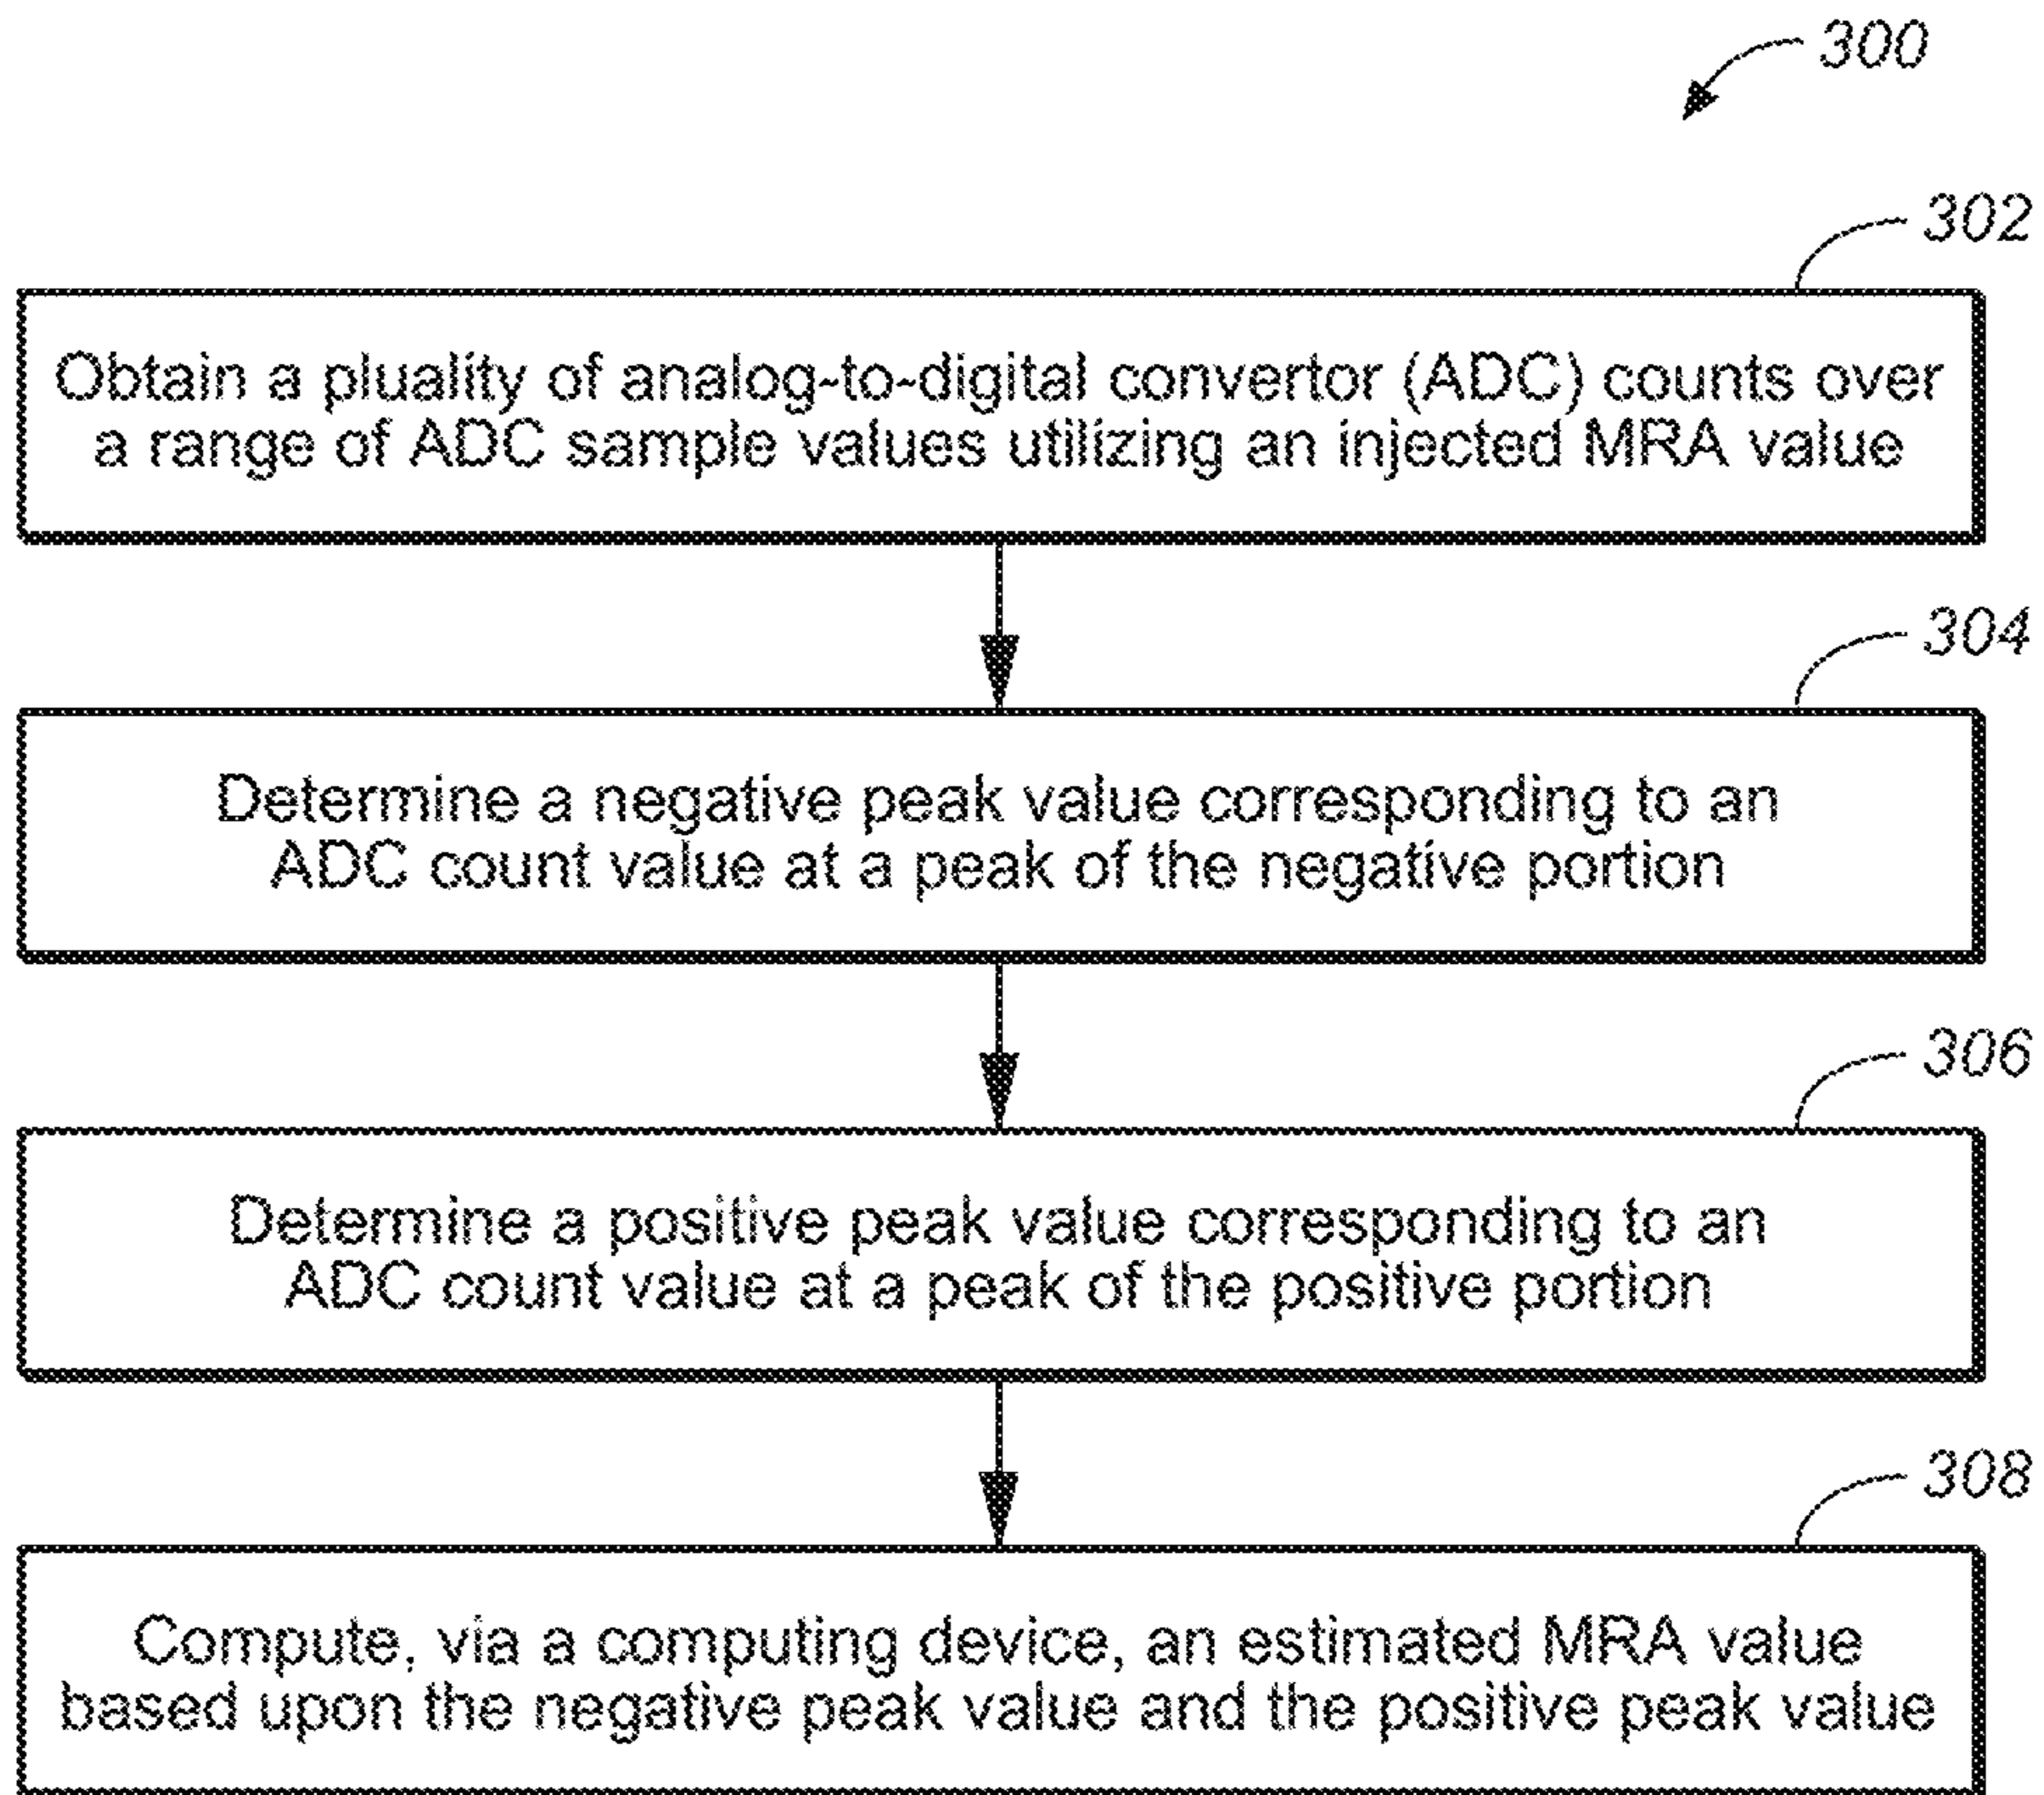 300
302
Obtain a pluality of analog-to-digital convertor (ADC) counts over
a range of ADC sample values utilizing an injected MRA value
304
Determine a negative peak value corresponding to an
ADC count value at a peak of the negative portion
306
Determine a positive peak value corresponding to an
ADC count value at a peak of the positive portion
308
Compute, via a computing device, an estimated MRA value
based upon the negative peak value and the positive peak value